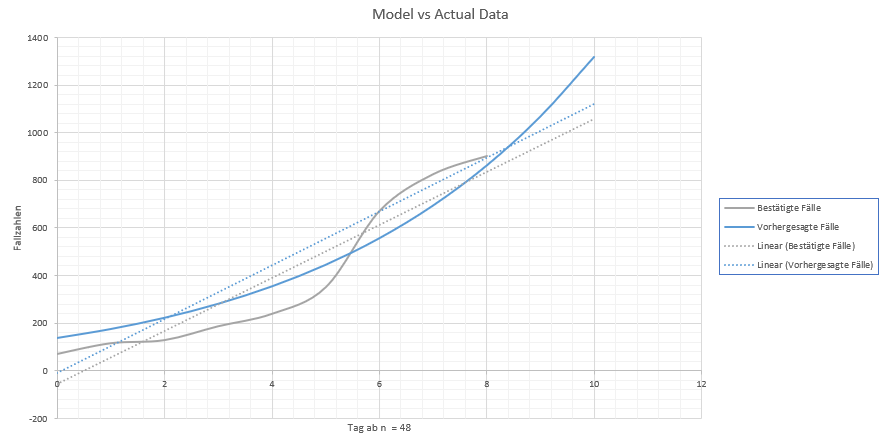 Model vs Actual Data
1400
1200
1000
800
600
400
200
0
-200
0
2
4
6
8
10
12
Fallzahlen
Tag ab n = 48
Bestätigte Fälle
Vorhergesagte Fälle
Linear (Bestätigte Fälle)
Linear (Vorhergesagte Fälle)